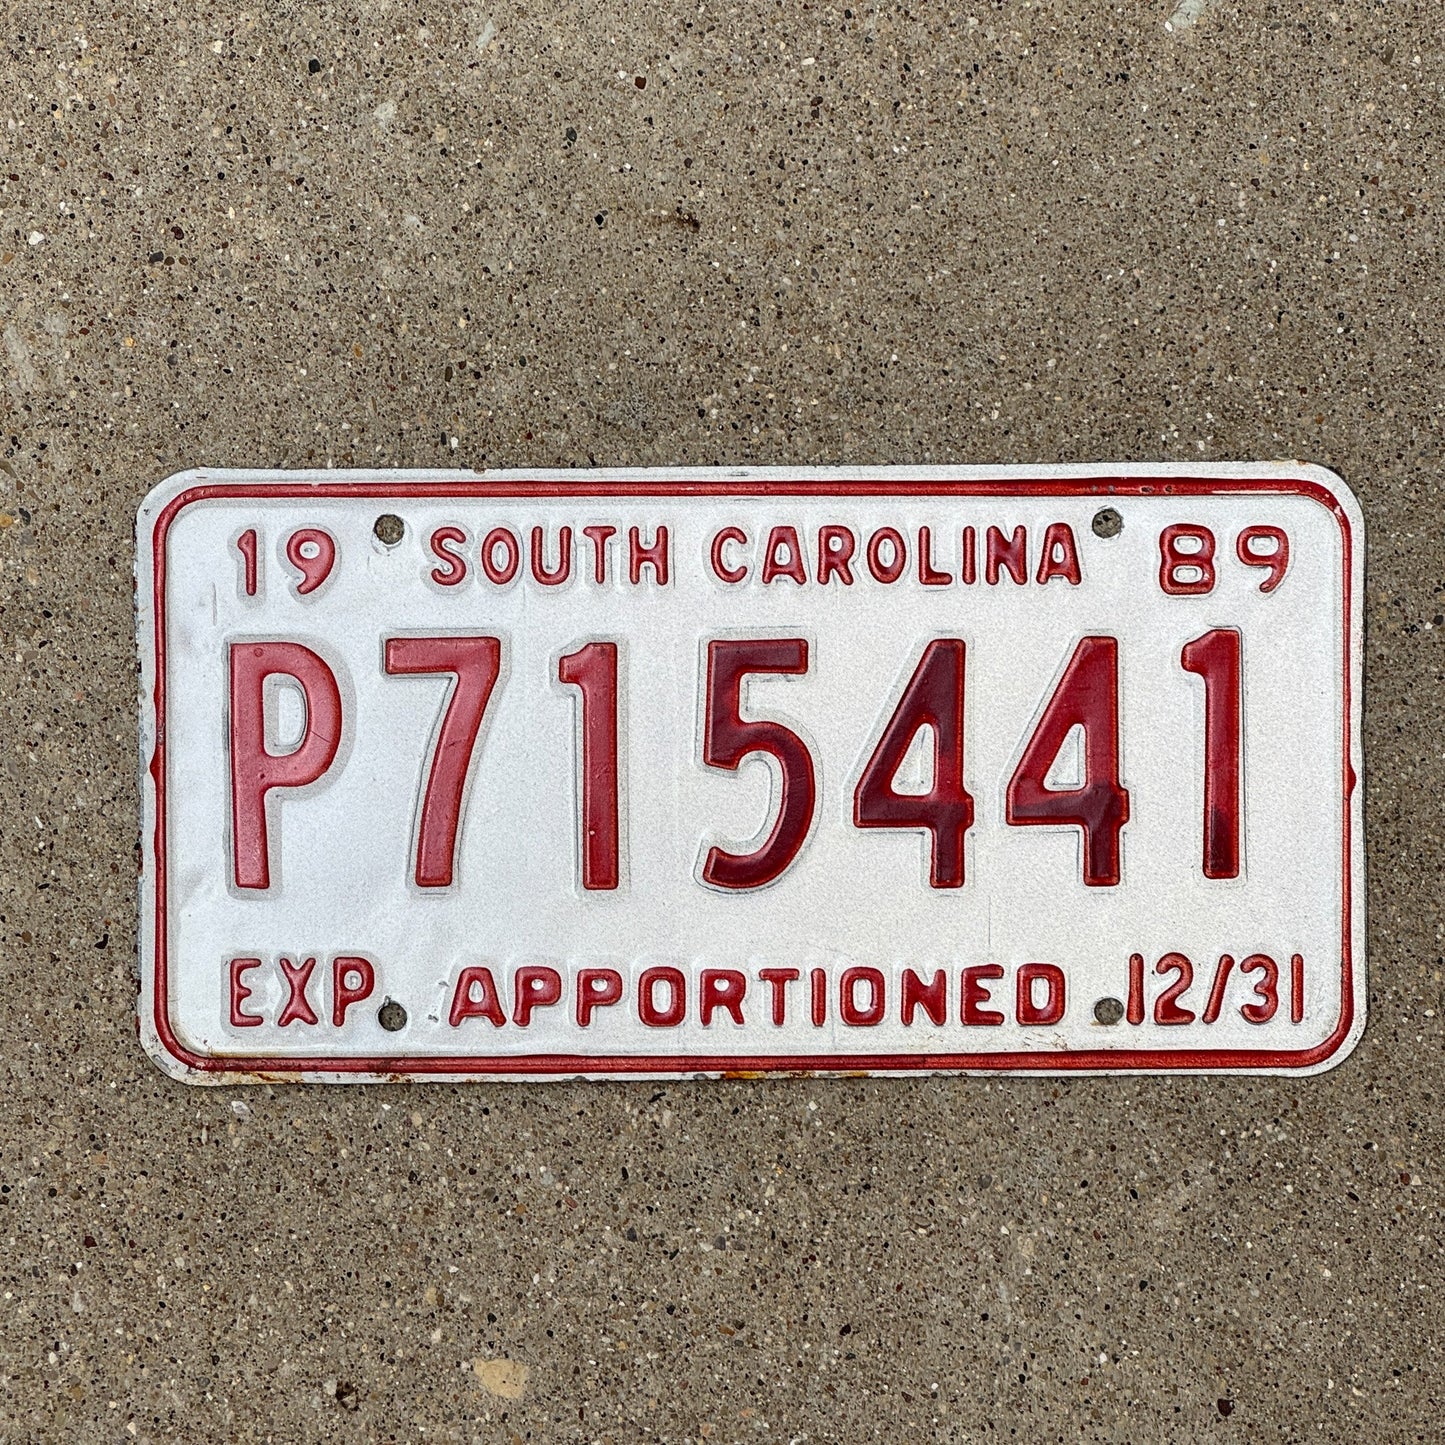 19 SOUTH CAROLINA 89
P715441
EXP. APPORTIONED 12/31